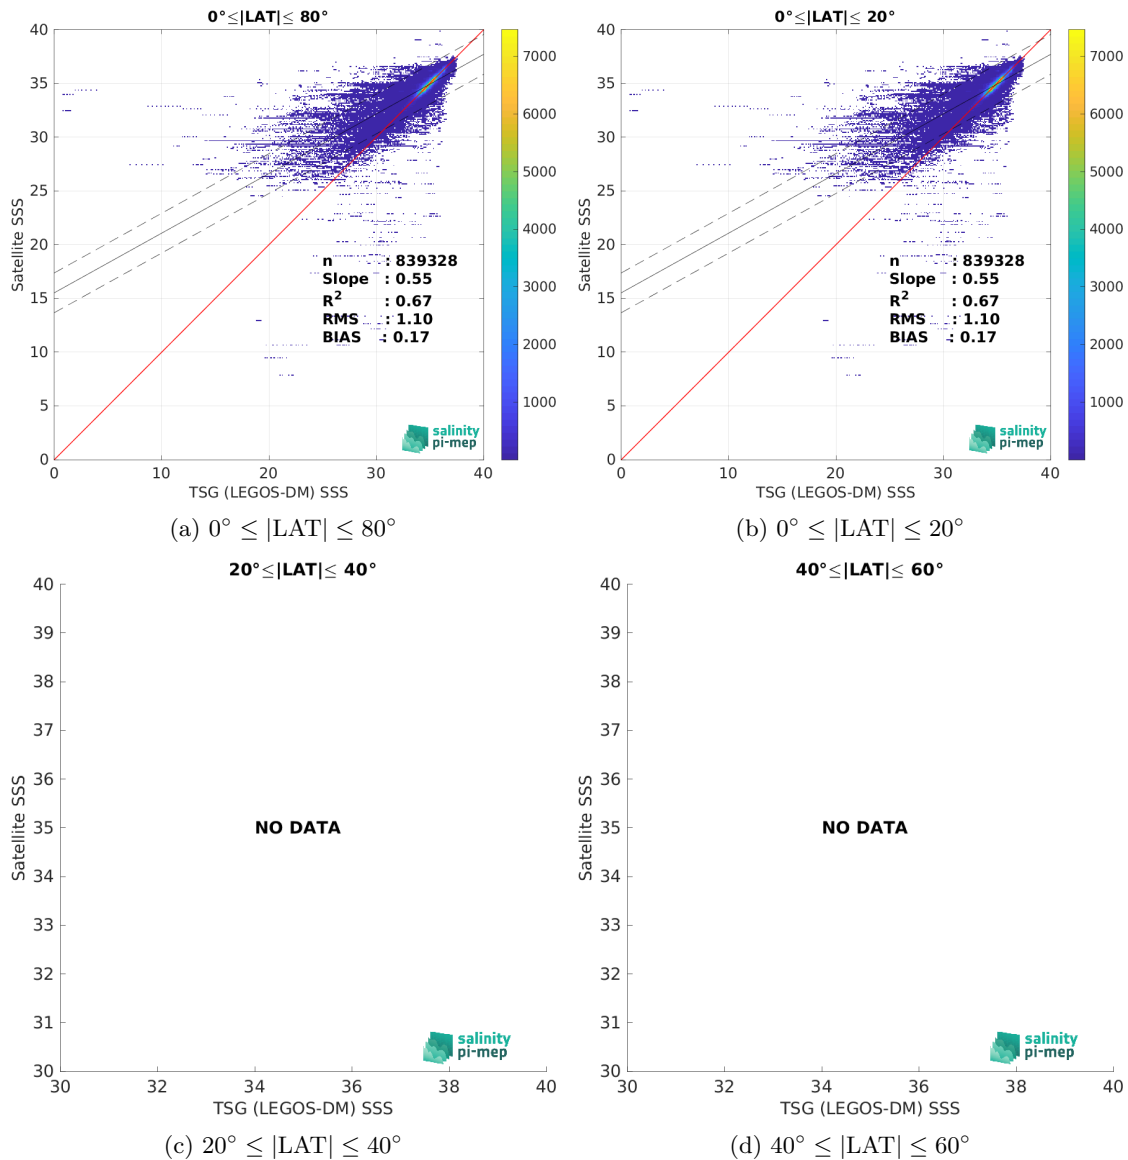 0°≤|LAT|≤ 80°
40
35
30
25
20
15
10
5
0
Satellite SSS
n : 839328
Slope : 0.55
R² : 0.67
RMS : 1.10
BIAS : 0.17
salinity
pi-mep
0 10 20 30 40
TSG (LEGOS-DM) SSS
7000
6000
5000
4000
3000
2000
1000
(a) 0° ≤ |LAT| ≤ 80°
0°≤|LAT|≤ 20°
40
35
30
25
20
15
10
5
0
Satellite SSS
n : 839328
Slope : 0.55
R² : 0.67
RMS : 1.10
BIAS : 0.17
salinity
pi-mep
0 10 20 30 40
TSG (LEGOS-DM) SSS
7000
6000
5000
4000
3000
2000
1000
(b) 0° ≤ |LAT| ≤ 20°
20°≤|LAT|≤ 40°
40
39
38
37
36
35
34
33
32
31
30
Satellite SSS
NO DATA
salinity
pi-mep
30 32 34 36 38 40
TSG (LEGOS-DM) SSS
(c) 20° ≤ |LAT| ≤ 40°
40°≤|LAT|≤ 60°
40
39
38
37
36
35
34
33
32
31
30
Satellite SSS
NO DATA
salinity
pi-mep
30 32 34 36 38 40
TSG (LEGOS-DM) SSS
(d) 40° ≤ |LAT| ≤ 60°